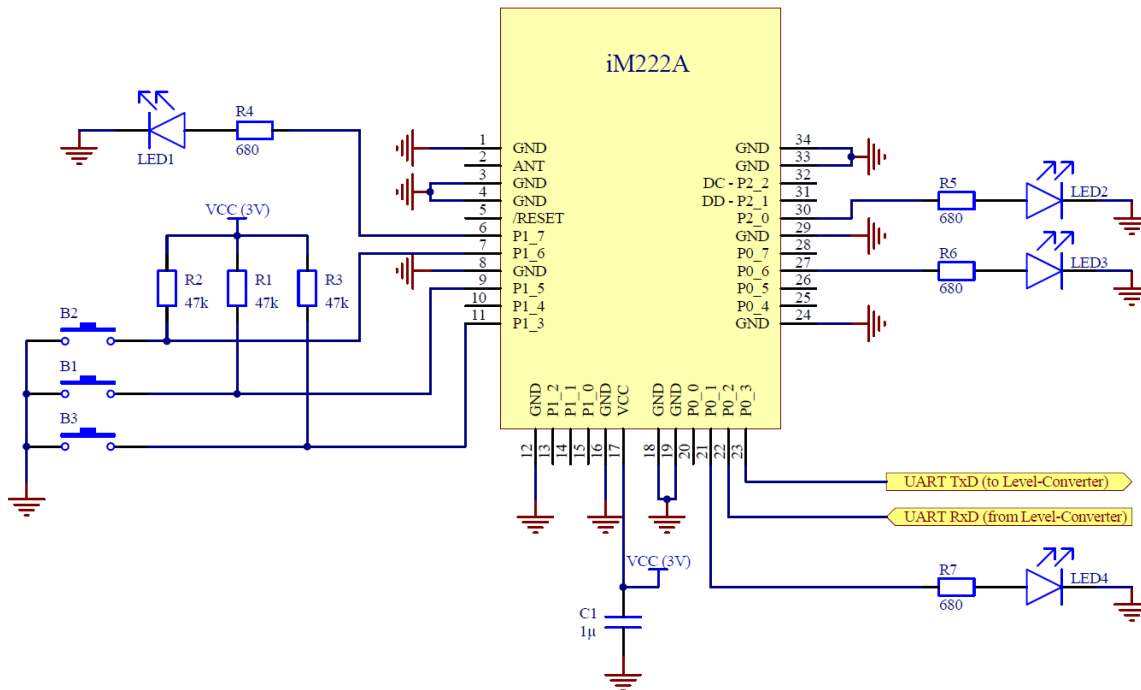 iM222A
R4
680
LED1
VCC (3V)
R2
47k
R1
47k
R3
47k
B2
B1
B3
1 GND
2 ANT
3 GND
4 GND
5 /RESET
6 P1_7
7 P1_6
8 GND
9 P1_5
10 P1_4
11 P1_3
GND 34
GND 33
DC - P2_2 32
DD - P2_1 31
P2_0 30
GND 29
P0_7 28
P0_6 27
P0_5 26
P0_4 25
GND 24
R5
680
LED2
R6
680
LED3
GND 12
P1_2 13
P1_1 14
P1_0 15
GND 16
VCC 17
GND 18
GND 19
P0_0 20
P0_1 21
P0_2 22
P0_3 23
UART TxD (to Level-Converter)
UART RxD (from Level-Converter)
VCC (3V)
C1
1µ
R7
680
LED4